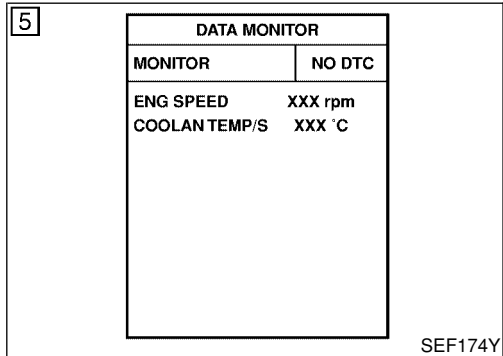 5
DATA MONITOR
MONITOR NO DTC
ENG SPEED XXX rpm
COOLAN TEMP/S XXX °C
SEF174Y